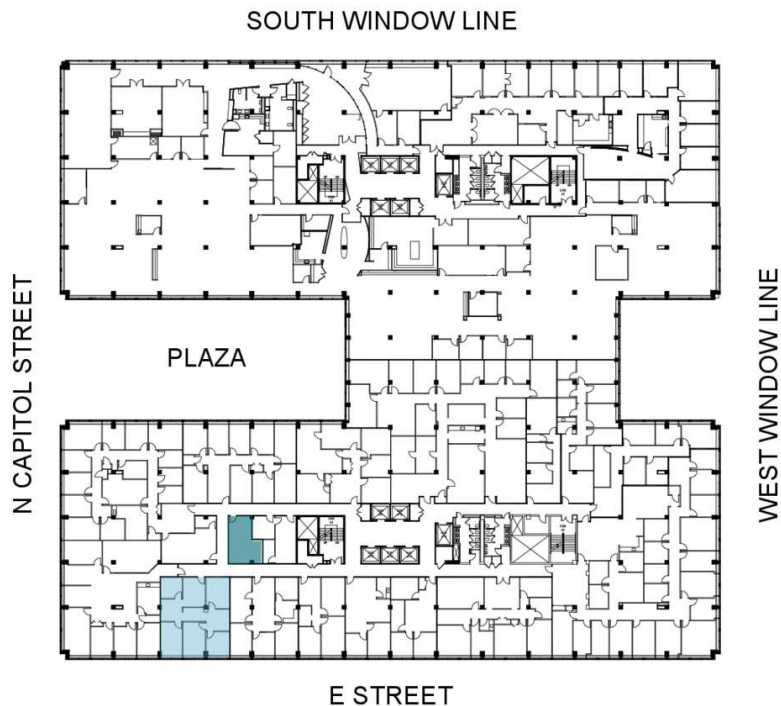 SOUTH WINDOW LINE
N CAPITOL STREET
PLAZA
WEST WINDOW LINE
E STREET